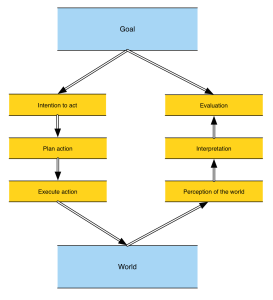 Goal
Intention to act
Evaluation
Plan action
Interpretation
Execute action
Perception of the world
World